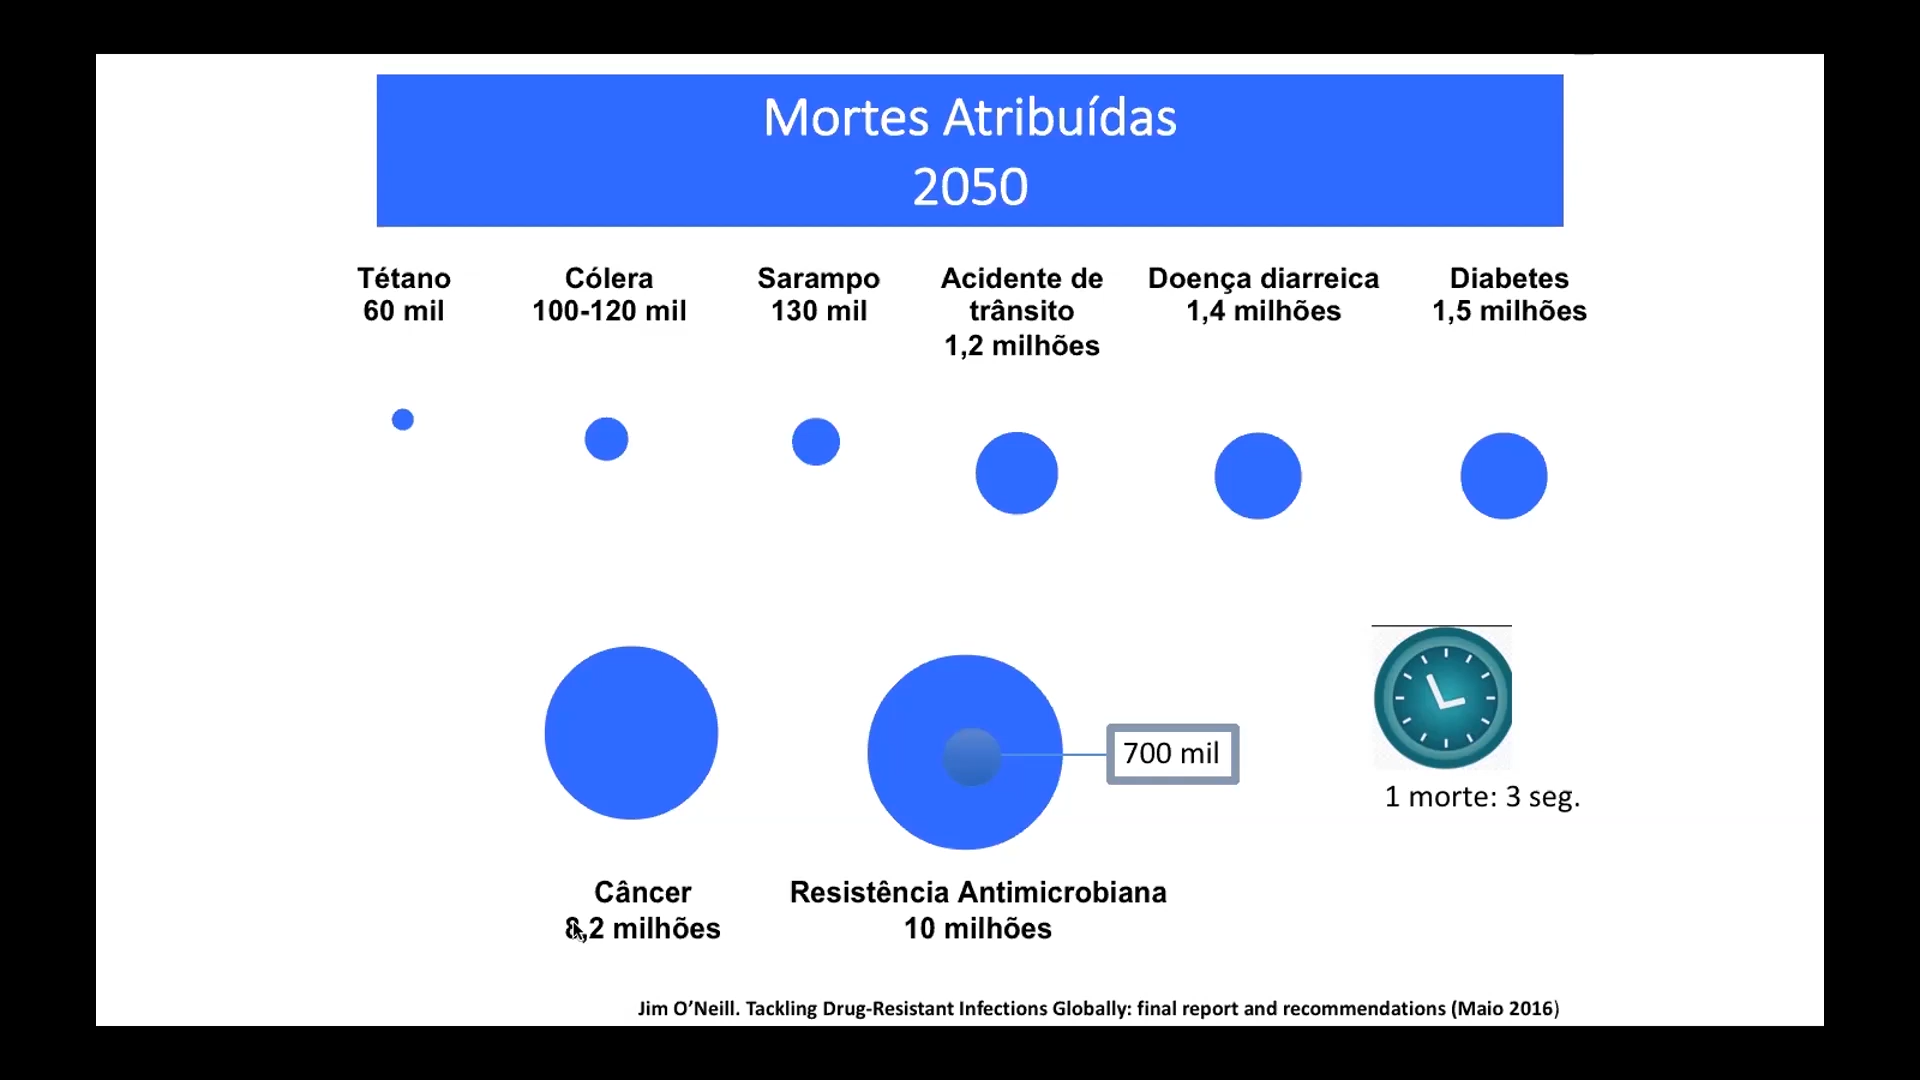 Mortes Atribuídas
2050
Tétano
60 mil
Cólera
100-120 mil
Sarampo
130 mil
Acidente de
trânsito
1,2 milhões
Doença diarreica
1,4 milhões
Diabetes
1,5 milhões
700 mil
1 morte: 3 seg.
Câncer
8,2 milhões
Resistência Antimicrobiana
10 milhões
Jim O’Neill. Tackling Drug-Resistant Infections Globally: final report and recommendations (Maio 2016)